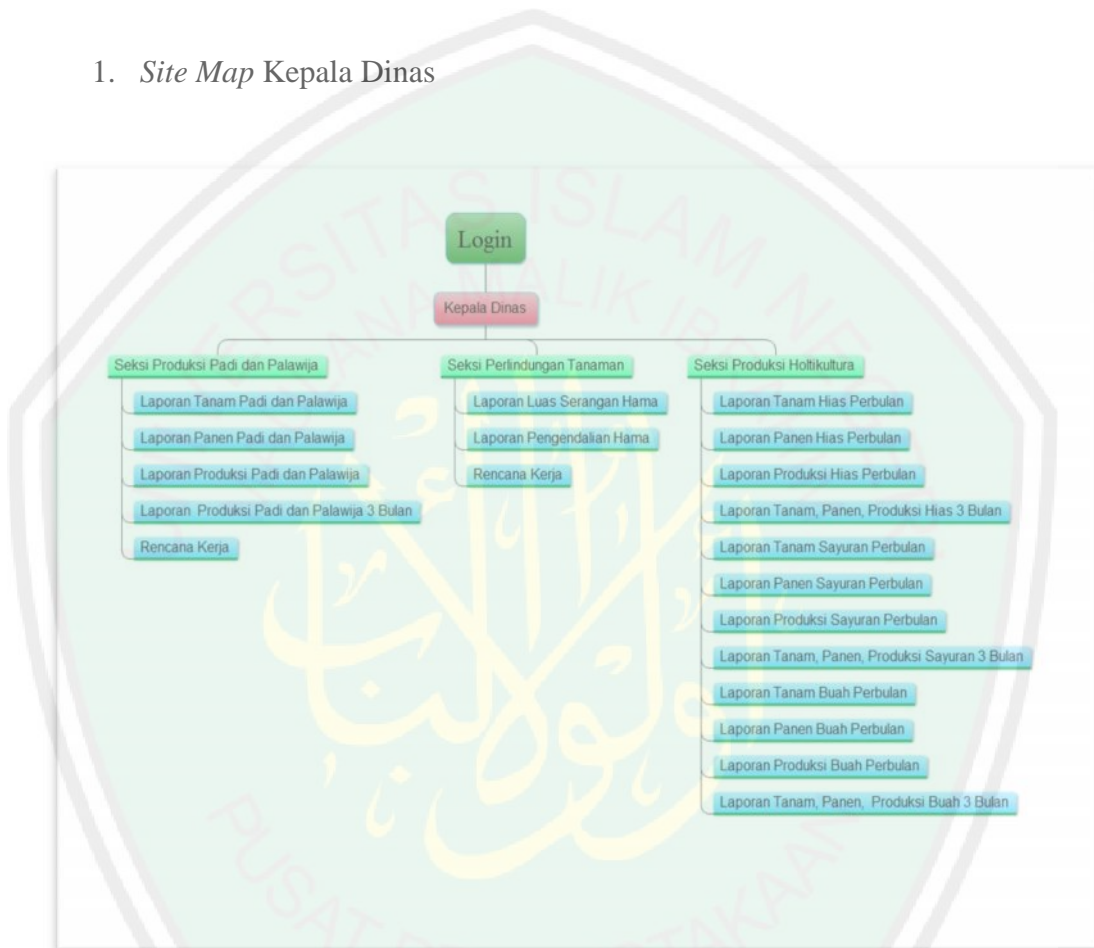 1. Site Map Kepala Dinas
Login
Kepala Dinas
Seksi Produksi Padi dan Palawija
Laporan Tanam Padi dan Palawija
Laporan Panen Padi dan Palawija
Laporan Produksi Padi dan Palawija
Laporan Produksi Padi dan Palawija 3 Bulan
Rencana Kerja
Seksi Perlindungan Tanaman
Laporan Luas Serangan Hama
Laporan Pengendalian Hama
Rencana Kerja
Seksi Produksi Holtikultura
Laporan Tanam Hias Perbulan
Laporan Panen Hias Perbulan
Laporan Produksi Hias Perbulan
Laporan Tanam, Panen, Produksi Hias 3 Bulan
Laporan Tanam Sayuran Perbulan
Laporan Panen Sayuran Perbulan
Laporan Produksi Sayuran Perbulan
Laporan Tanam, Panen, Produksi Sayuran 3 Bulan
Laporan Tanam Buah Perbulan
Laporan Panen Buah Perbulan
Laporan Produksi Buah Perbulan
Laporan Tanam, Panen, Produksi Buah 3 Bulan